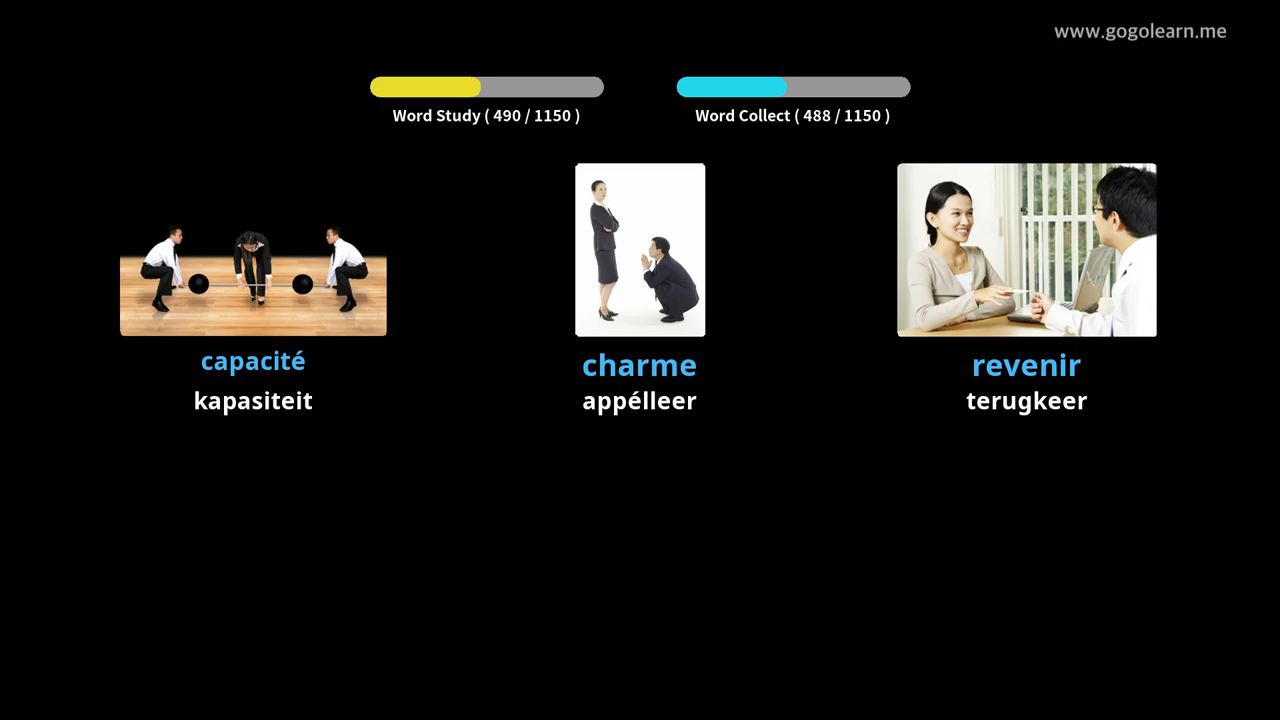 www.gogolearn.me
Word Study ( 490 / 1150 )
Word Collect ( 488 / 1150 )
capacité
kapasiteit
charme
appélleer
revenir
terugkeer